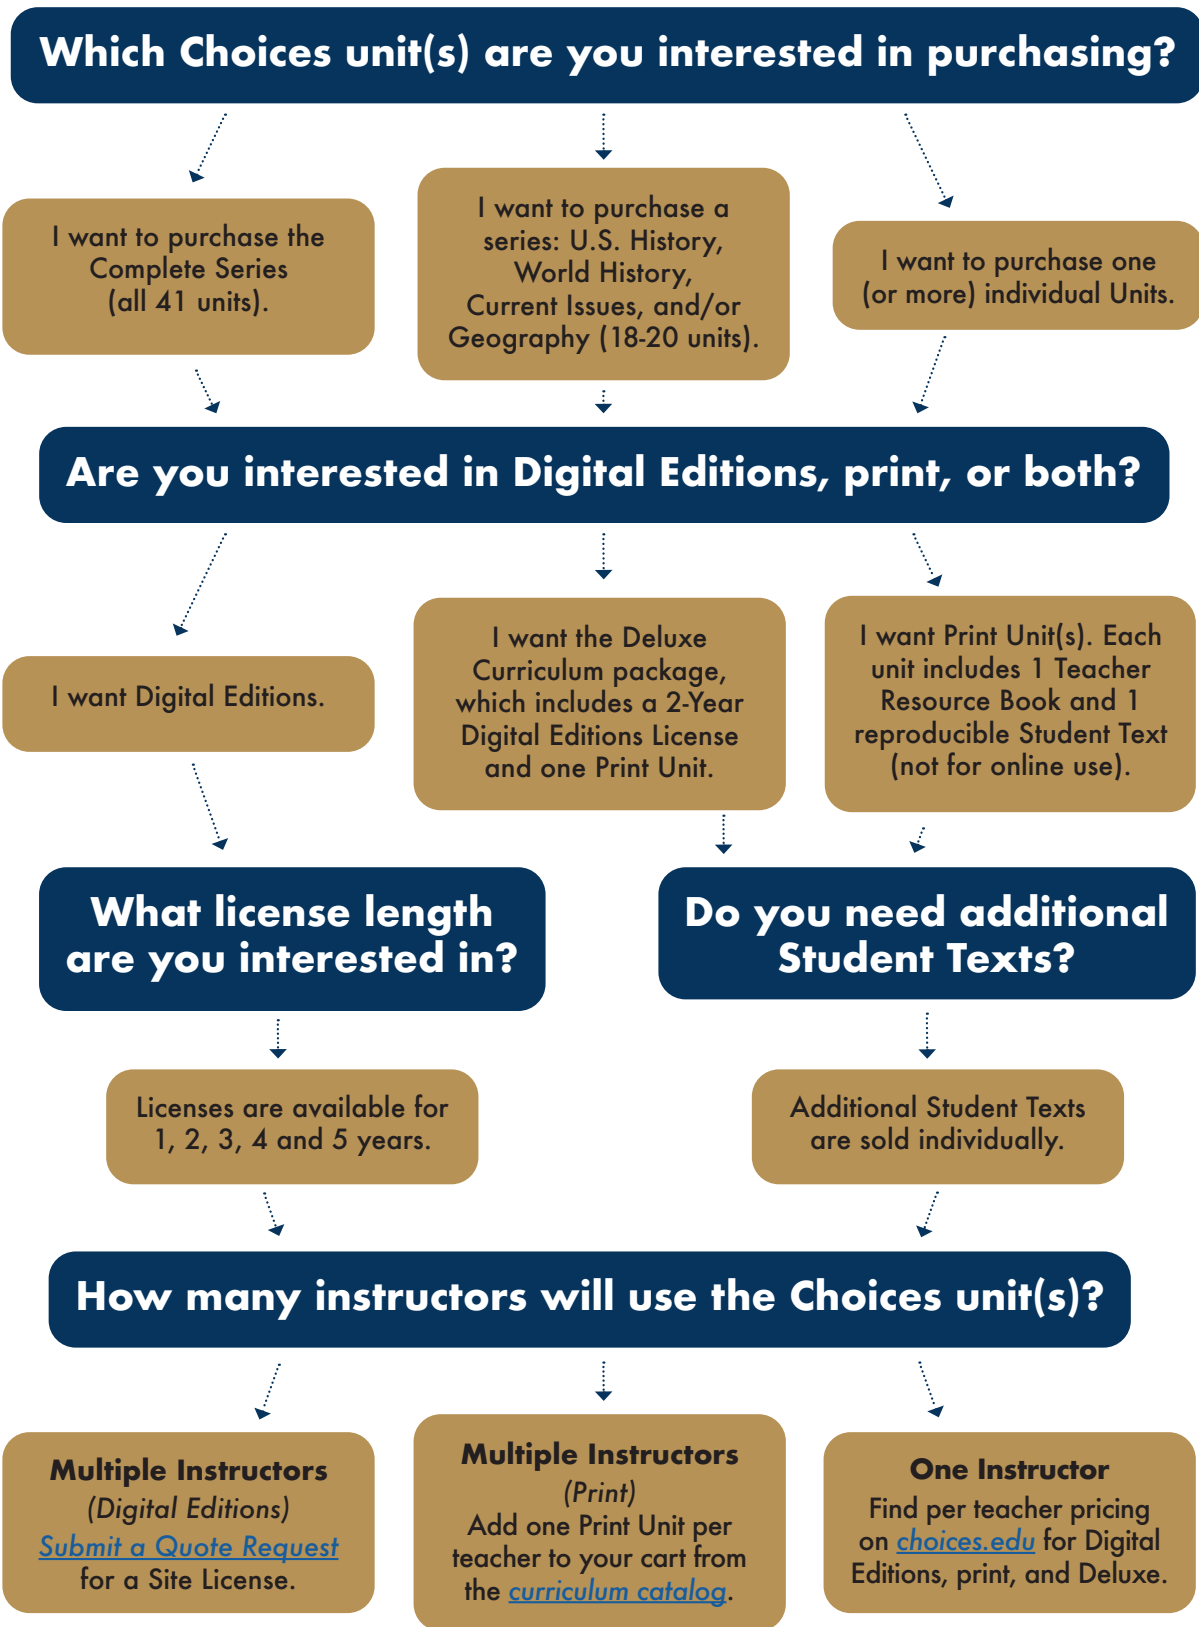 Which Choices unit(s) are you interested in purchasing?
I want to purchase the
Complete Series
(all 41 units).
I want to purchase a
series: U.S. History,
World History,
Current Issues, and/or
Geography (18-20 units).
I want to purchase one
(or more) individual Units.
Are you interested in Digital Editions, print, or both?
I want Digital Editions.
I want the Deluxe
Curriculum package,
which includes a 2-Year
Digital Editions License
and one Print Unit.
I want Print Unit(s). Each
unit includes 1 Teacher
Resource Book and 1
reproducible Student Text
(not for online use).
What license length
are you interested in?
Do you need additional
Student Texts?
Licenses are available for
1, 2, 3, 4 and 5 years.
Additional Student Texts
are sold individually.
How many instructors will use the Choices unit(s)?
Multiple Instructors
(Digital Editions)
Submit a Quote Request
for a Site License.
Multiple Instructors
(Print)
Add one Print Unit per
teacher to your cart from
the curriculum catalog.
One Instructor
Find per teacher pricing
on choices.edu for Digital
Editions, print, and Deluxe.